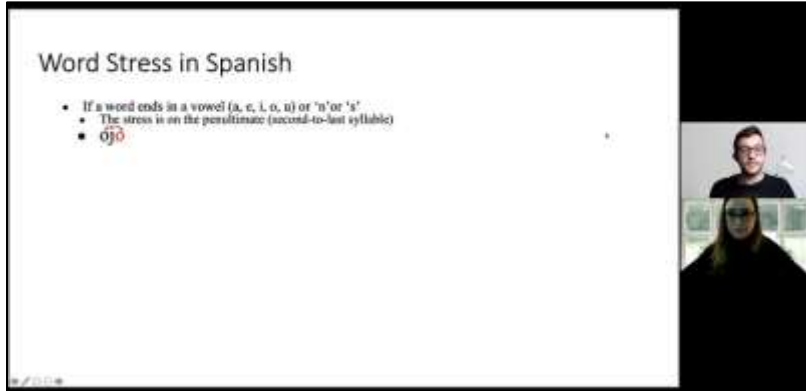 Word Stress in Spanish
• If a word ends in a vowel (a, e, i, o, u) or 'n'or 's'
• The stress is on the penultimate (second-to-last syllable)
• ojo